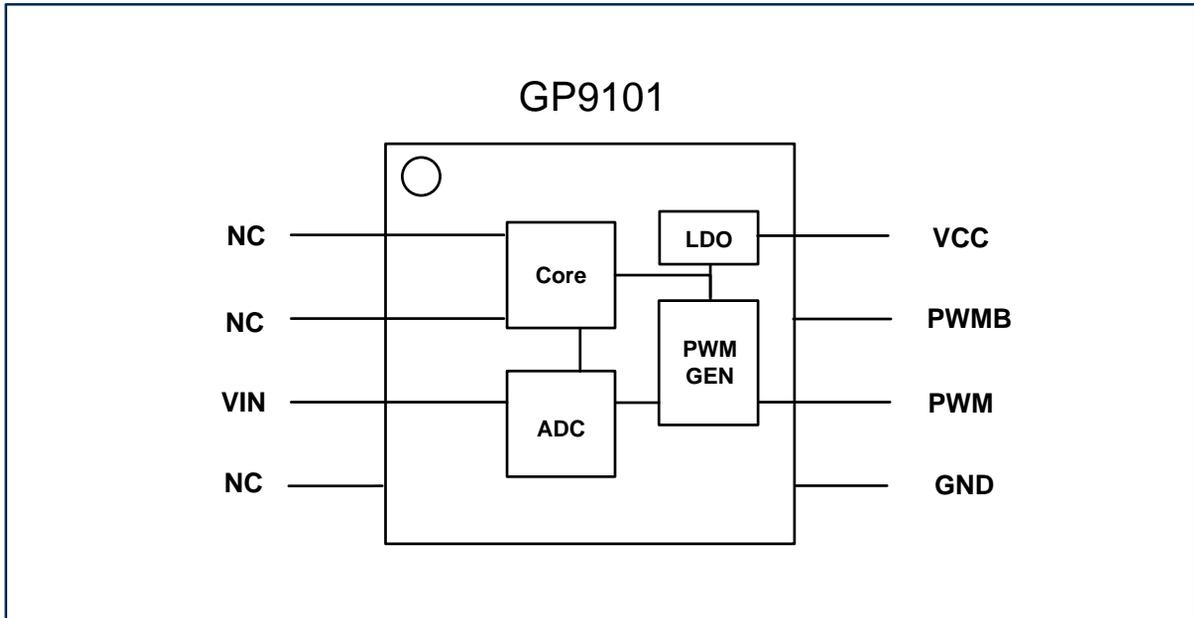 GP9101
NC
Core
LDO
VCC
NC
PWM
GEN
PWMB
VIN
ADC
PWM
NC
GND